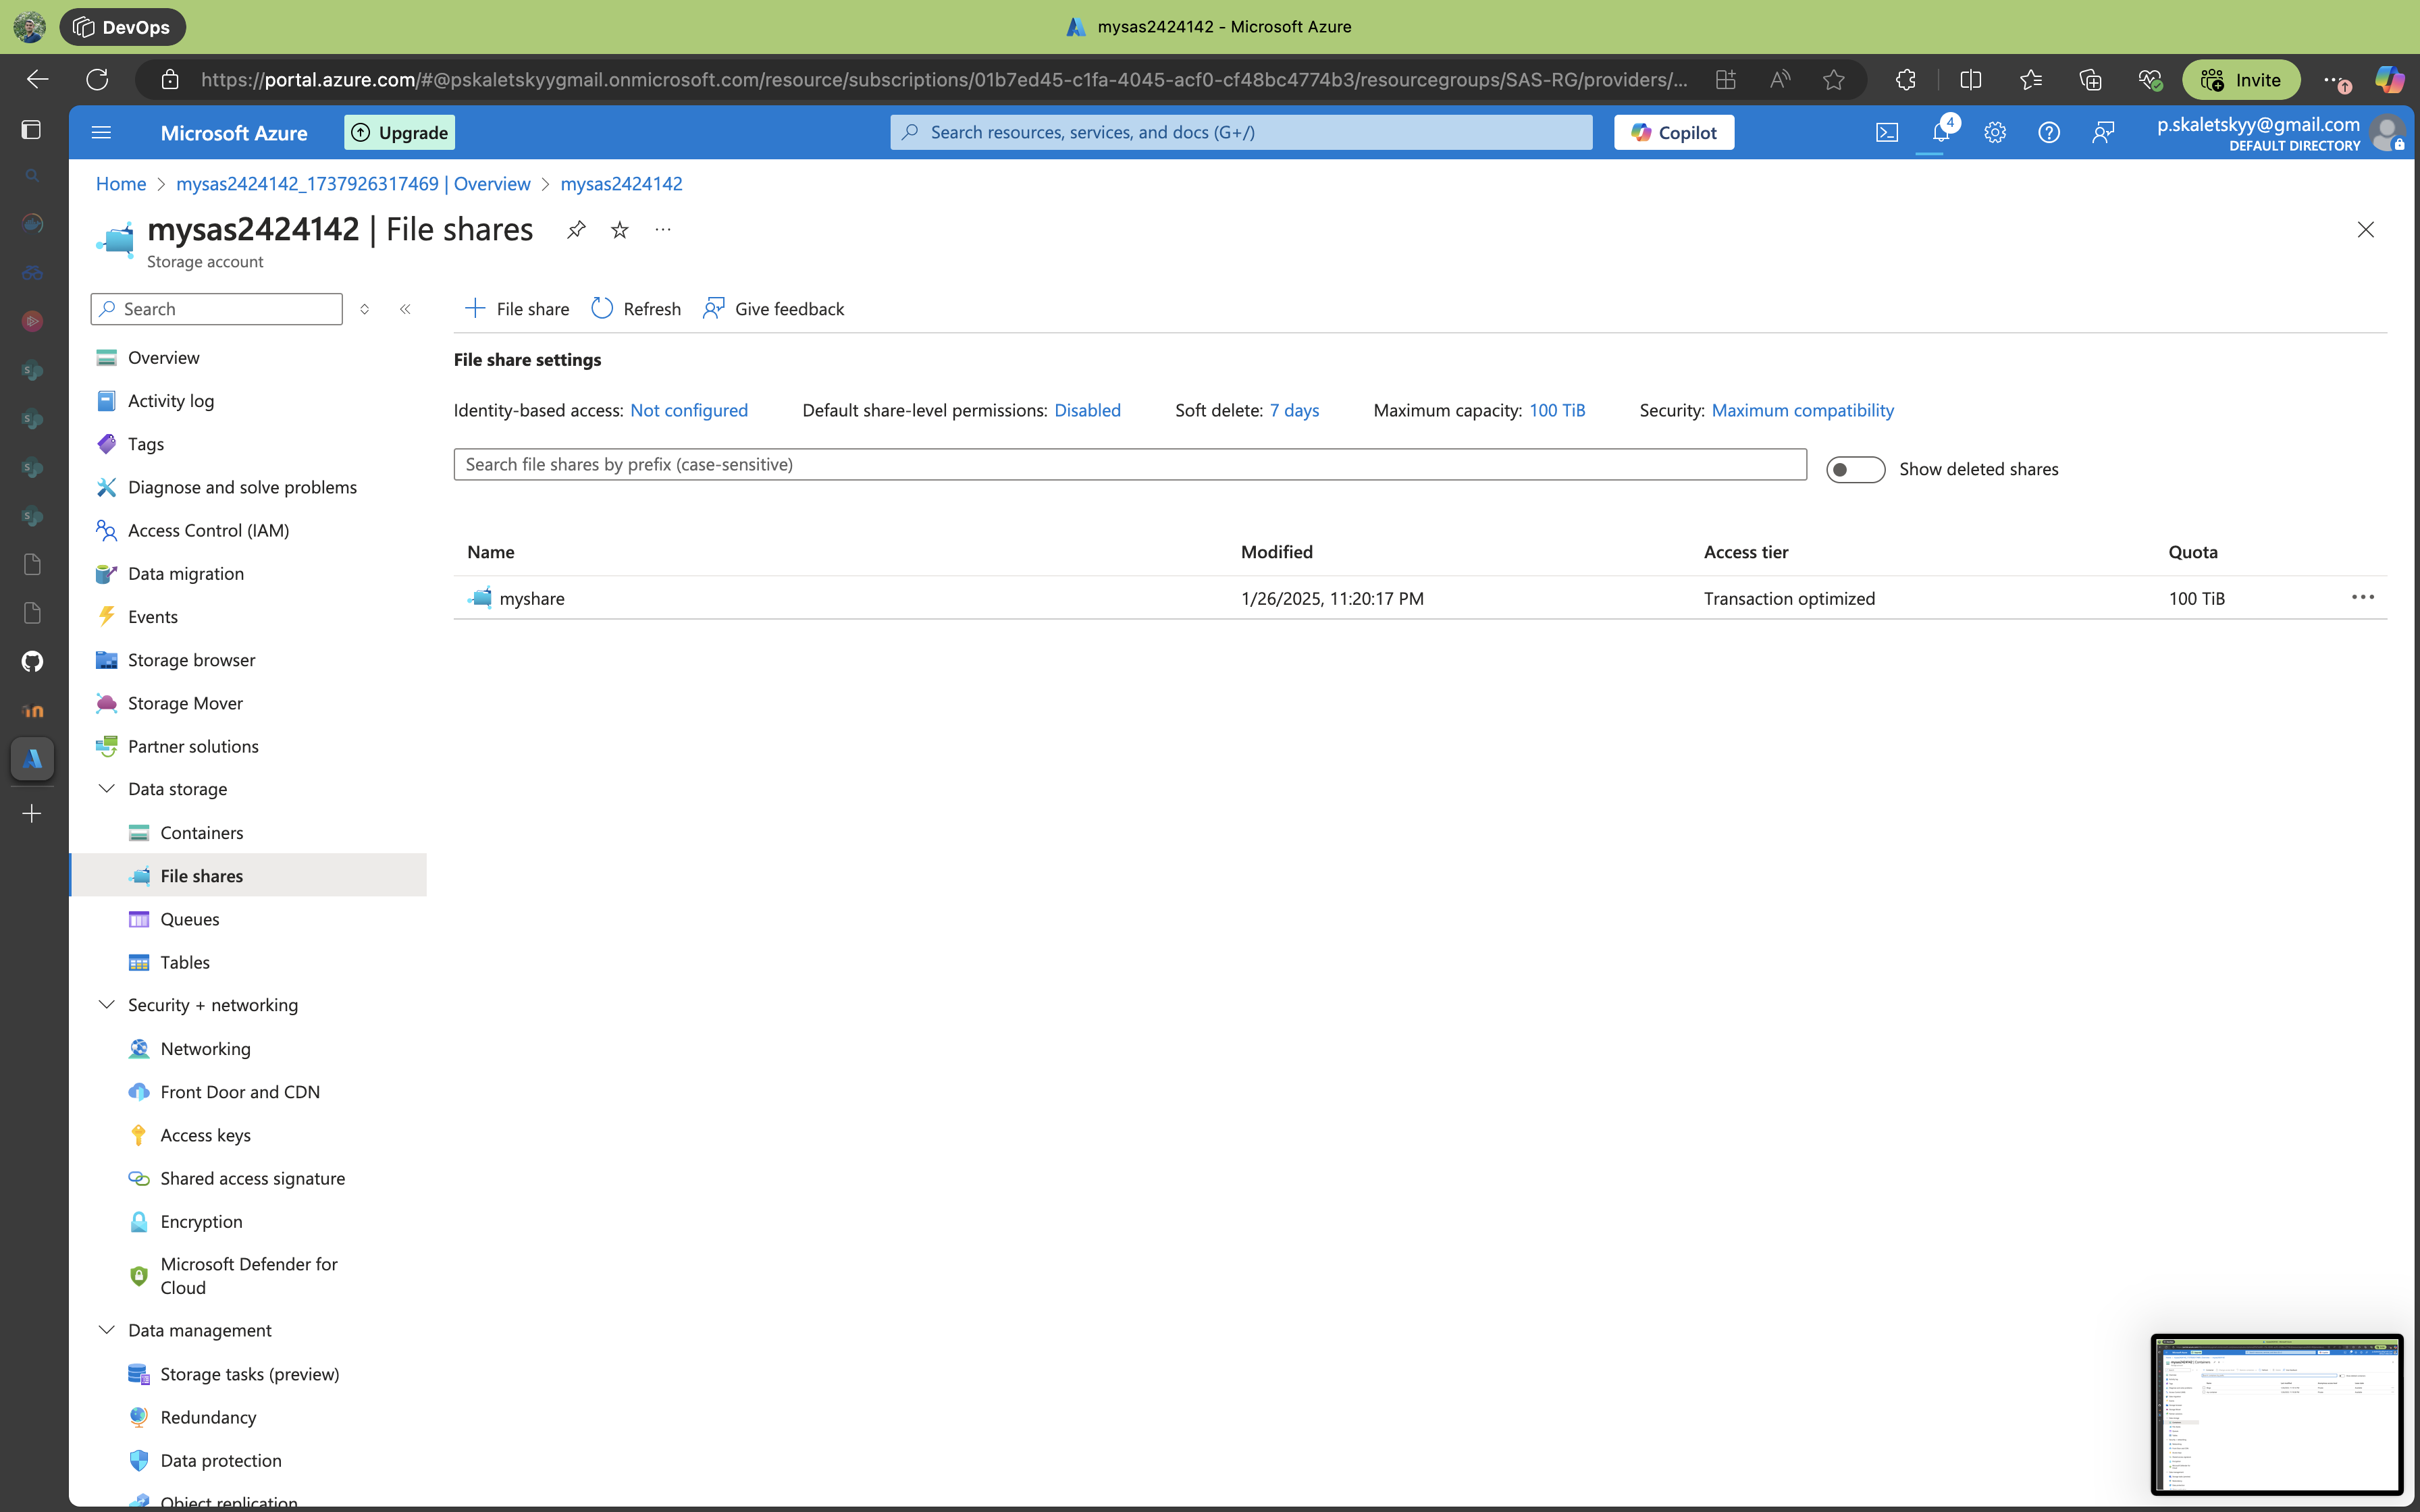 DevOps
mysas2424142 - Microsoft Azure
https://portal.azure.com/#@pskaletskyygmail.onmicrosoft.com/resource/subscriptions/01b7ed45-c1fa-4045-acf0-cf48bc4774b3/resourcegroups/SAS-RG/providers/...
Invite
Microsoft Azure
Upgrade
Search resources, services, and docs (G+/)
Copilot
4
p.skaletskyy@gmail.com
DEFAULT DIRECTORY
Home > mysas2424142_1737926317469 | Overview > mysas2424142
mysas2424142 | File shares
Storage account
Search
File share
Refresh
Give feedback
Overview
Activity log
Tags
Diagnose and solve problems
Access Control (IAM)
Data migration
Events
Storage browser
Storage Mover
Partner solutions
Data storage
Containers
File shares
Queues
Tables
Security + networking
Networking
Front Door and CDN
Access keys
Shared access signature
Encryption
Microsoft Defender for
Cloud
Data management
Storage tasks (preview)
Redundancy
Data protection
Object replication
File share settings
Identity-based access: Not configured Default share-level permissions: Disabled Soft delete: 7 days Maximum capacity: 100 TiB Security: Maximum compatibility
Search file shares by prefix (case-sensitive)
Show deleted shares
Name Modified Access tier Quota
myshare 1/26/2025, 11:20:17 PM Transaction optimized 100 TiB